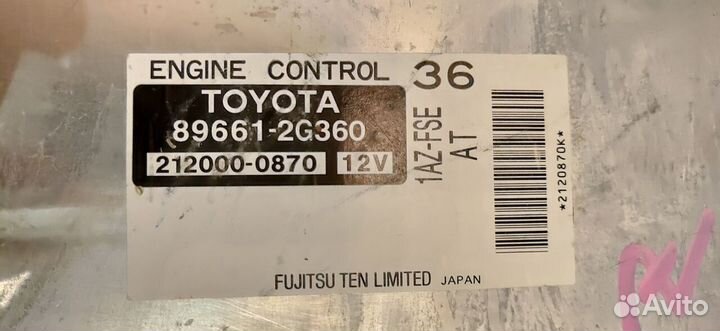 ENGINE CONTROL 36
TOYOTA
89661-2G360
212000-0870 12V
1AZ-FSE
AT
*2120870K*
FUJITSU TEN LIMITED JAPAN
Avito